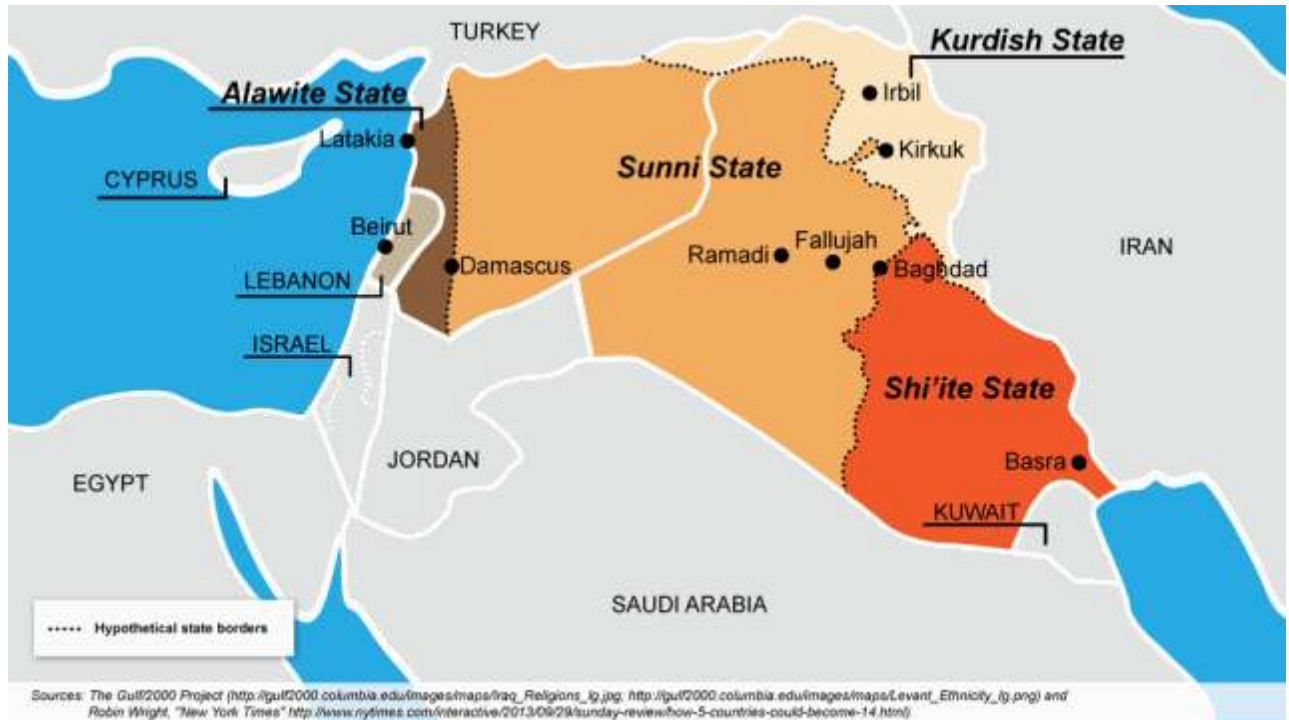 TURKEY
Kurdish State
Alawite State
Irbil
Latakia
Kirkuk
Sunni State
CYPRUS
Beirut
Ramadi
Fallujah
IRAN
Damascus
Baghdad
LEBANON
ISRAEL
Shi'ite State
JORDAN
Basra
EGYPT
KUWAIT
SAUDI ARABIA
Hypothetical state borders
Sources: The Gulf/2000 Project (http://gulf2000.columbia.edu/images/maps/Iraq_Religions_lg.jpg; http://gulf2000.columbia.edu/images/maps/Levant_Ethnicity_lg.png) and
Robin Wright, "New York Times" http://www.nytimes.com/interactive/2013/09/29/sunday-review/how-5-countries-could-become-14.html)